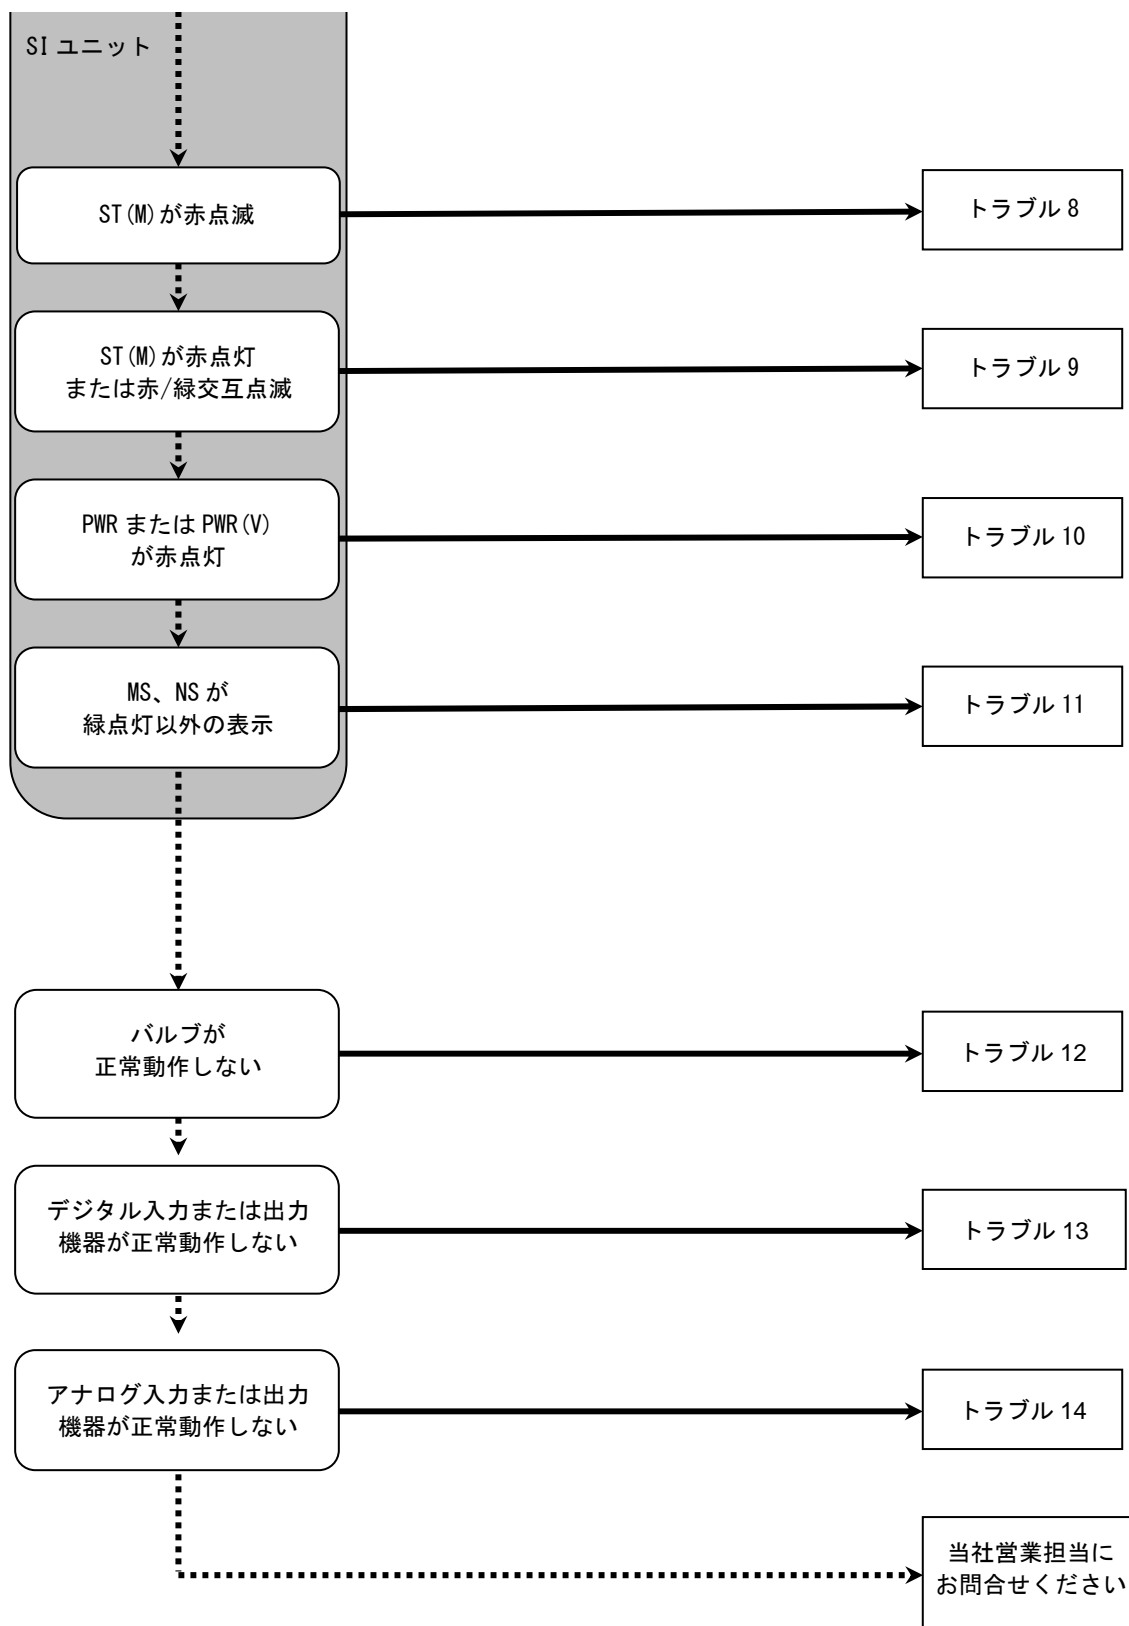 SI ユニット
ST(M)が赤点滅
トラブル 8
ST(M)が赤点灯
または赤/緑交互点滅
トラブル 9
PWR または PWR(V)
が赤点灯
トラブル 10
MS、NS が
緑点灯以外の表示
トラブル 11
バルブが
正常動作しない
トラブル 12
デジタル入力または出力
機器が正常動作しない
トラブル 13
アナログ入力または出力
機器が正常動作しない
トラブル 14
当社営業担当に
お問合せください